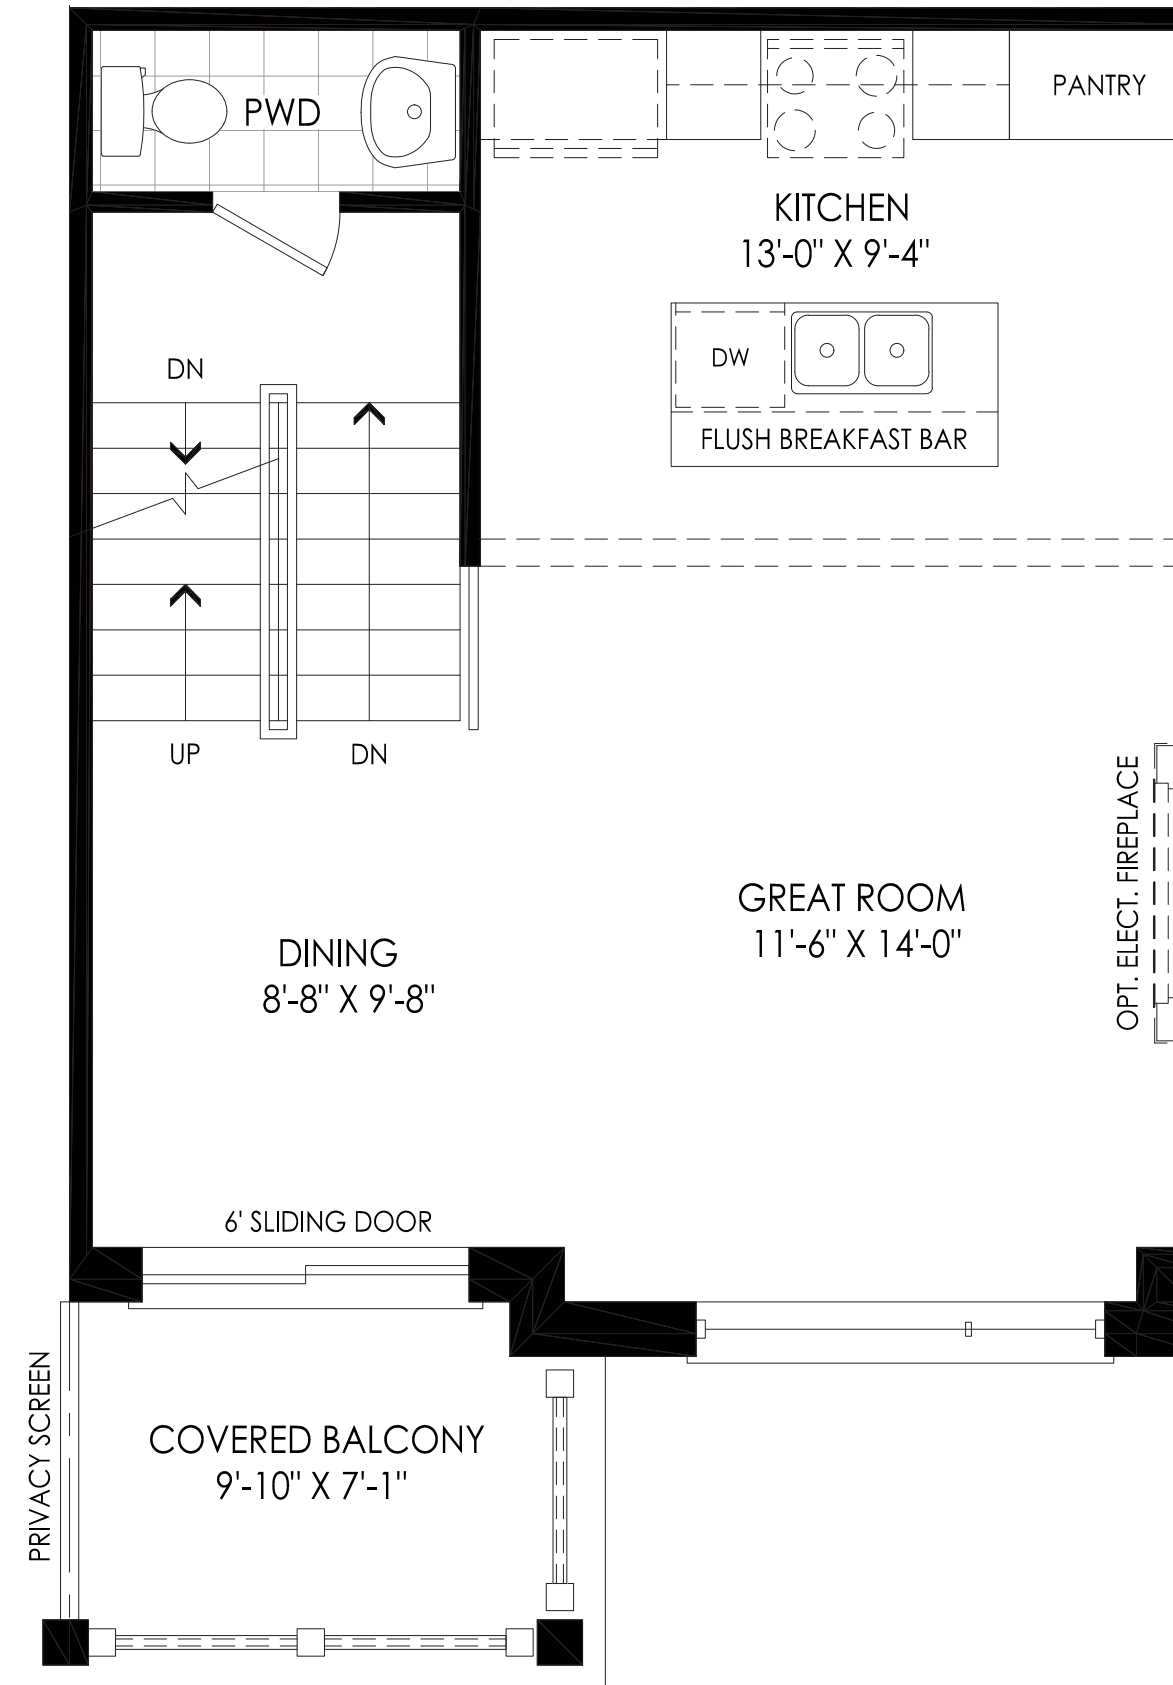 PWD
PANTRY
KITCHEN
13'-0" X 9'-4"
DW
FLUSH BREAKFAST BAR
DN
UP
DN
OPT. ELECT. FIREPLACE
GREAT ROOM
11'-6" X 14'-0"
DINING
8'-8" X 9'-8"
6' SLIDING DOOR
PRIVACY SCREEN
COVERED BALCONY
9'-10" X 7'-1"